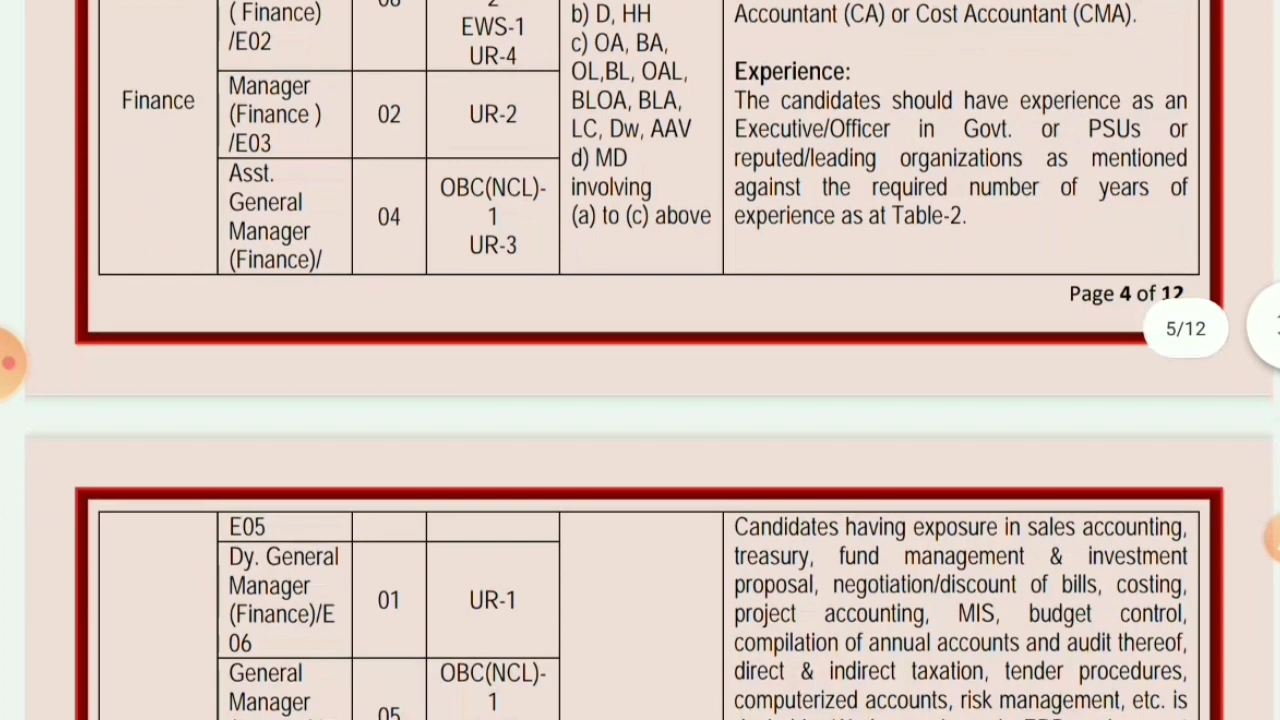 ( Finance)
/E02
2
EWS-1
UR-4
b) D, HH
c) OA, BA,
OL,BL, OAL,
BLOA, BLA,
LC, Dw, AAV
d) MD
involving
(a) to (c) above
Accountant (CA) or Cost Accountant (CMA).
Experience:
The candidates should have experience as an
Executive/Officer in Govt. or PSUs or
reputed/leading organizations as mentioned
against the required number of years of
experience as at Table-2.
Finance
Manager
(Finance )
/E03
02
UR-2
Asst.
General
Manager
(Finance)/
04
OBC(NCL)-
1
UR-3
Page 4 of 12
5/12
E05
Dy. General
Manager
(Finance)/E
06
01
UR-1
General
Manager
05
OBC(NCL)-
1
Candidates having exposure in sales accounting,
treasury, fund management & investment
proposal, negotiation/discount of bills, costing,
project accounting, MIS, budget control,
compilation of annual accounts and audit thereof,
direct & indirect taxation, tender procedures,
computerized accounts, risk management, etc. is